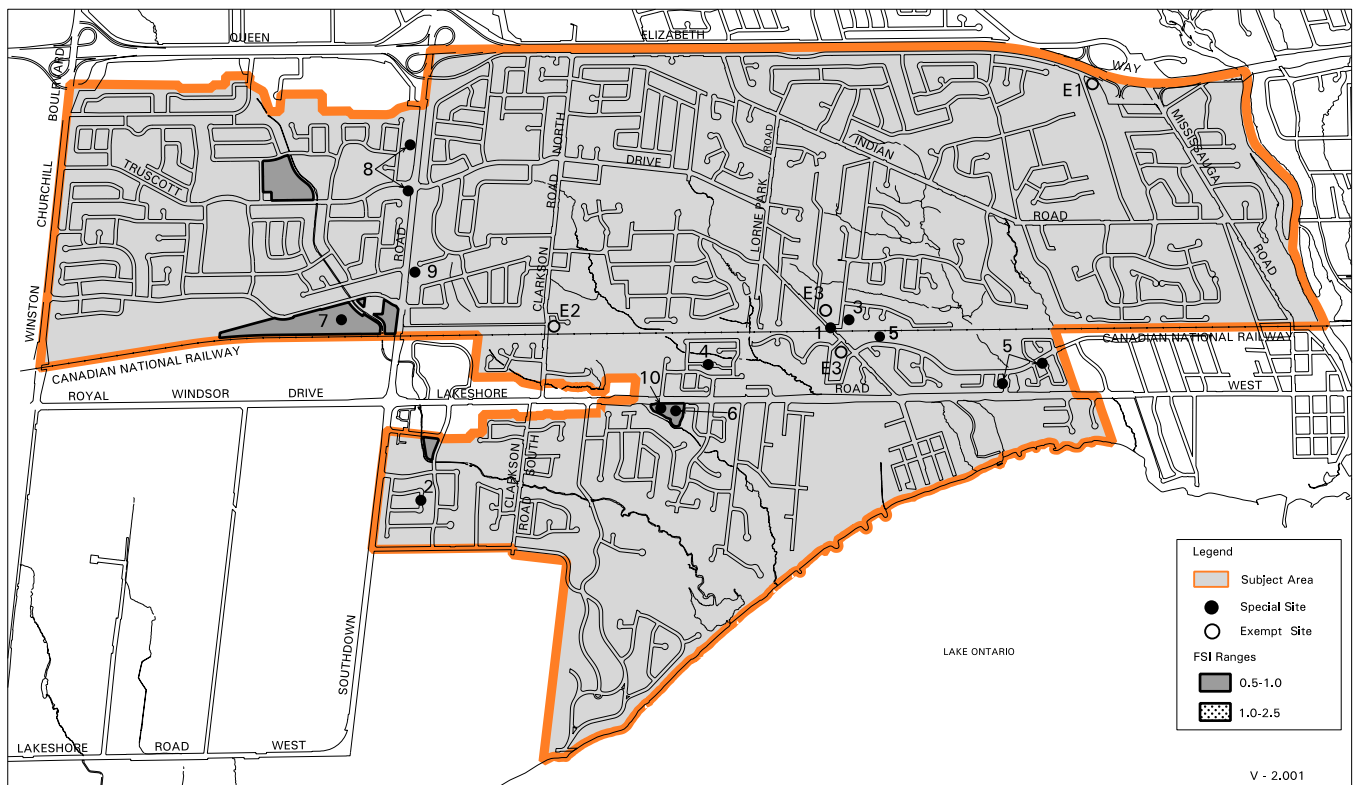 QUEEN
ELIZABETH
WAY
BOULEVARD
CHURCHILL
WINSTON
E1
MISSISSAUGA
ROAD
TRUSCOTT
8
NORTH
ROAD
CLARKSON
DRIVE
ROAD
LORNE PARK
INDIAN
ROAD
ROAD
9
7
E2
E3
3
1
5
E3
5
4
CANADIAN NATIONAL RAILWAY
CANADIAN NATIONAL RAILWAY
ROYAL WINDSOR DRIVE
LAKESHORE
ROAD
WEST
10
6
2
CLARKSON
ROAD SOUTH
SOUTHDOWN
LAKESHORE ROAD WEST
LAKE ONTARIO
Legend
Subject Area
Special Site
Exempt Site
FSI Ranges
0.5-1.0
1.0-2.5
V - 2.001